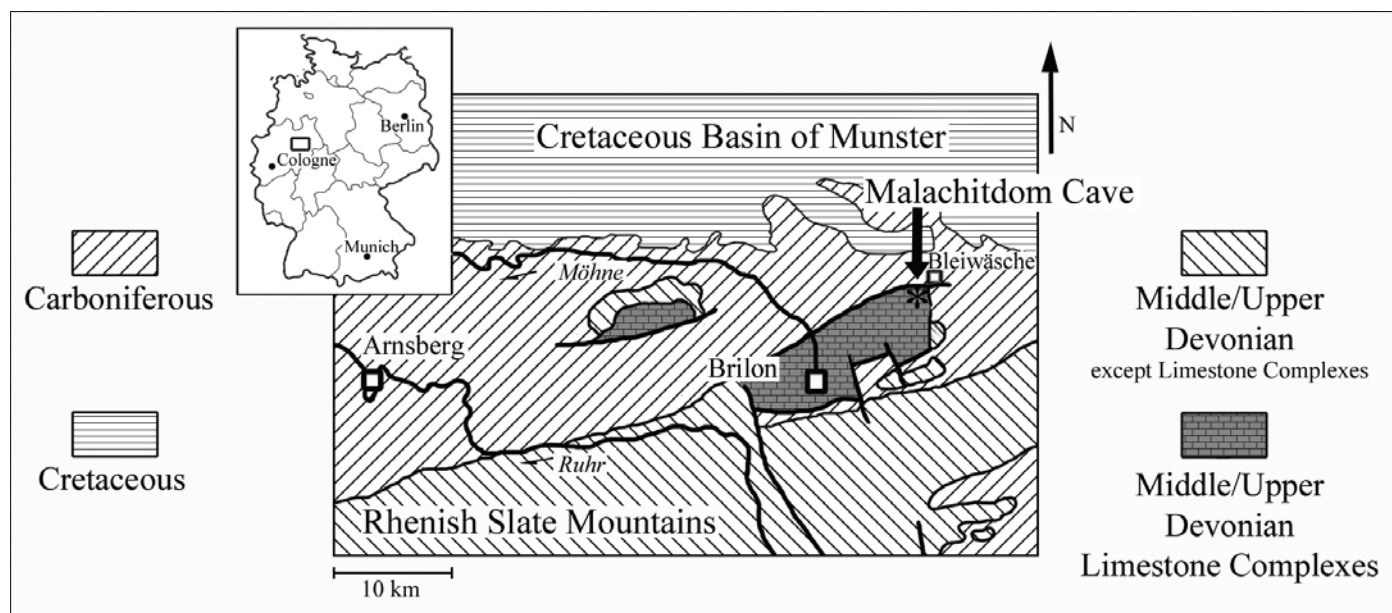 Berlin
Cologne
Munich
N
Cretaceous Basin of Munster
Malachitdom Cave
Bleiwäsche
Möhne
Arnsberg
Brilon
Ruhr
Rhenish Slate Mountains
10 km
Carboniferous
Cretaceous
Middle/Upper
Devonian
except Limestone Complexes
Middle/Upper
Devonian
Limestone Complexes